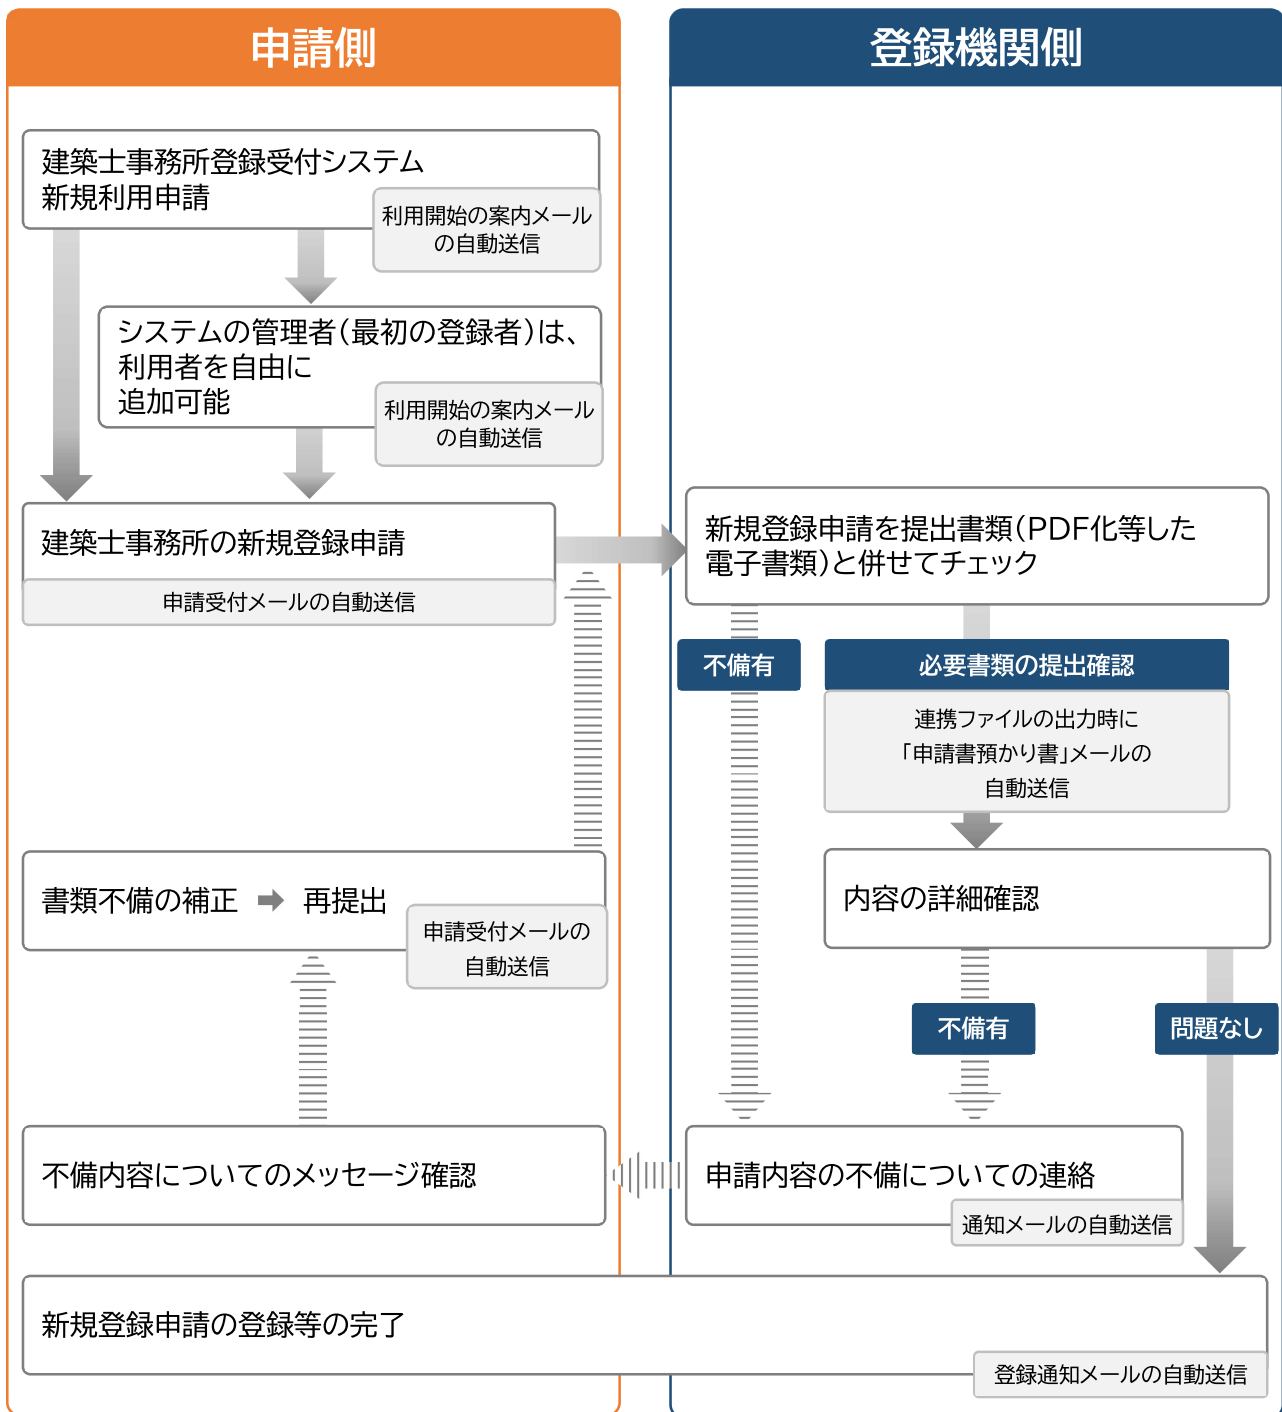 申請側
登録機関側
建築士事務所登録受付システム
新規利用申請
利用開始の案内メール
の自動送信
システムの管理者(最初の登録者)は、
利用者を自由に
追加可能
利用開始の案内メール
の自動送信
建築士事務所の新規登録申請
申請受付メールの自動送信
新規登録申請を提出書類(PDF化等した
電子書類)と併せてチェック
不備有
必要書類の提出確認
連携ファイルの出力時に
「申請書預かり書」メールの
自動送信
書類不備の補正 ➡ 再提出
申請受付メールの
自動送信
内容の詳細確認
不備有
問題なし
不備内容についてのメッセージ確認
申請内容の不備についての連絡
通知メールの自動送信
新規登録申請の登録等の完了
登録通知メールの自動送信